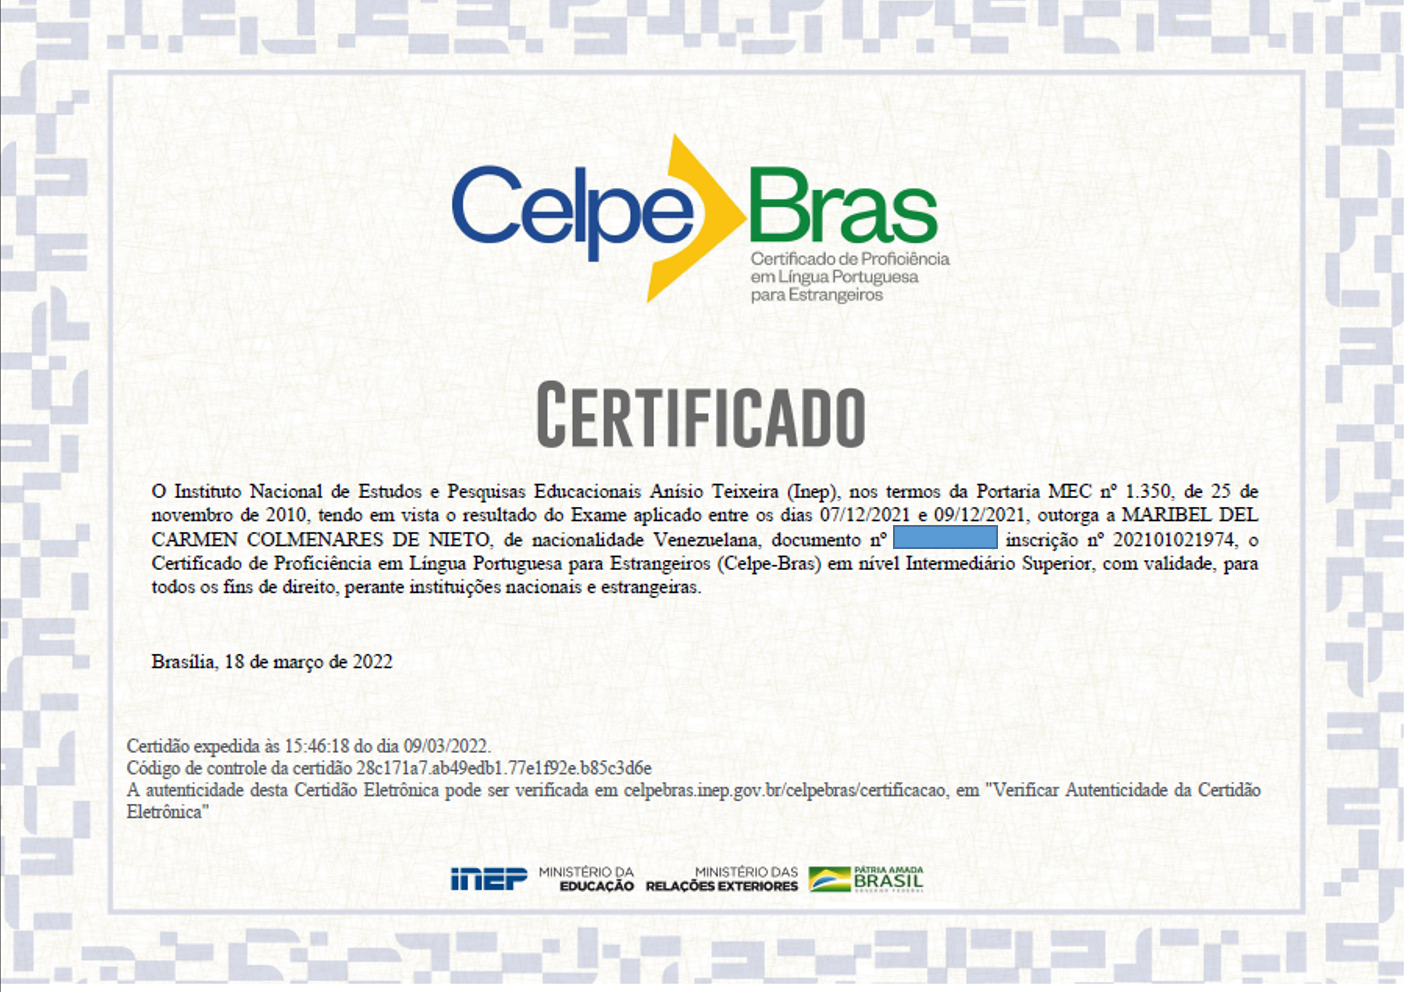 Celpe Bras
Certificado de Proficiência
em Língua Portuguesa
para Estrangeiros
CERTIFICADO
O Instituto Nacional de Estudos e Pesquisas Educacionais Anísio Teixeira (Inep), nos termos da Portaria MEC nº 1.350, de 25 de
novembro de 2010, tendo em vista o resultado do Exame aplicado entre os dias 07/12/2021 e 09/12/2021, outorga a MARIBEL DEL
CARMEN COLMENARES DE NIETO, de nacionalidade Venezuelana, documento nº inscrição nº 202101021974, o
Certificado de Proficiência em Língua Portuguesa para Estrangeiros (Celpe-Bras) em nível Intermediário Superior, com validade, para
todos os fins de direito, perante instituições nacionais e estrangeiras.
Brasília, 18 de março de 2022
Certidão expedida às 15:46:18 do dia 09/03/2022.
Código de controle da certidão 28c171a7.ab49edb1.77e1f92e.b85c3d6e
A autenticidade desta Certidão Eletrônica pode ser verificada em celpebras.inep.gov.br/celpebras/certificacao, em "Verificar Autenticidade da Certidão
Eletrônica"
INEP MINISTÉRIO DA EDUCAÇÃO MINISTÉRIO DAS RELAÇÕES EXTERIORES PÁTRIA AMADA BRASIL GOVERNO FEDERAL